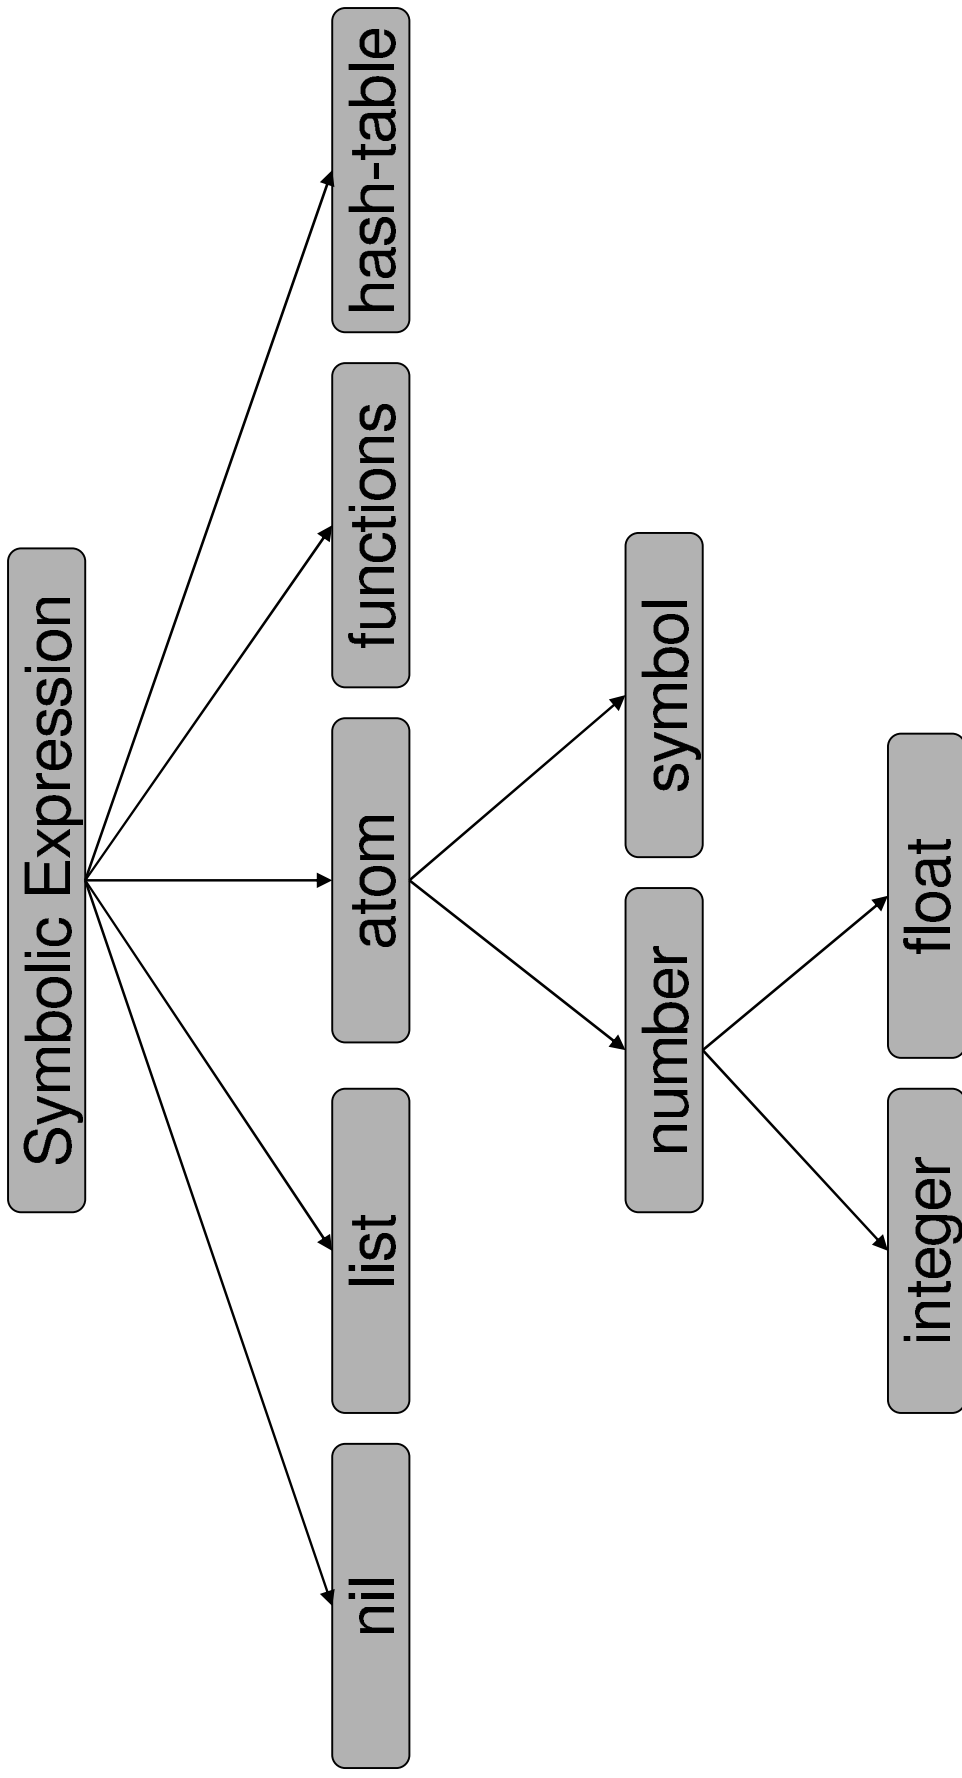 Symbolic Expression
nil
list
atom
functions
hash-table
number
symbol
integer
float